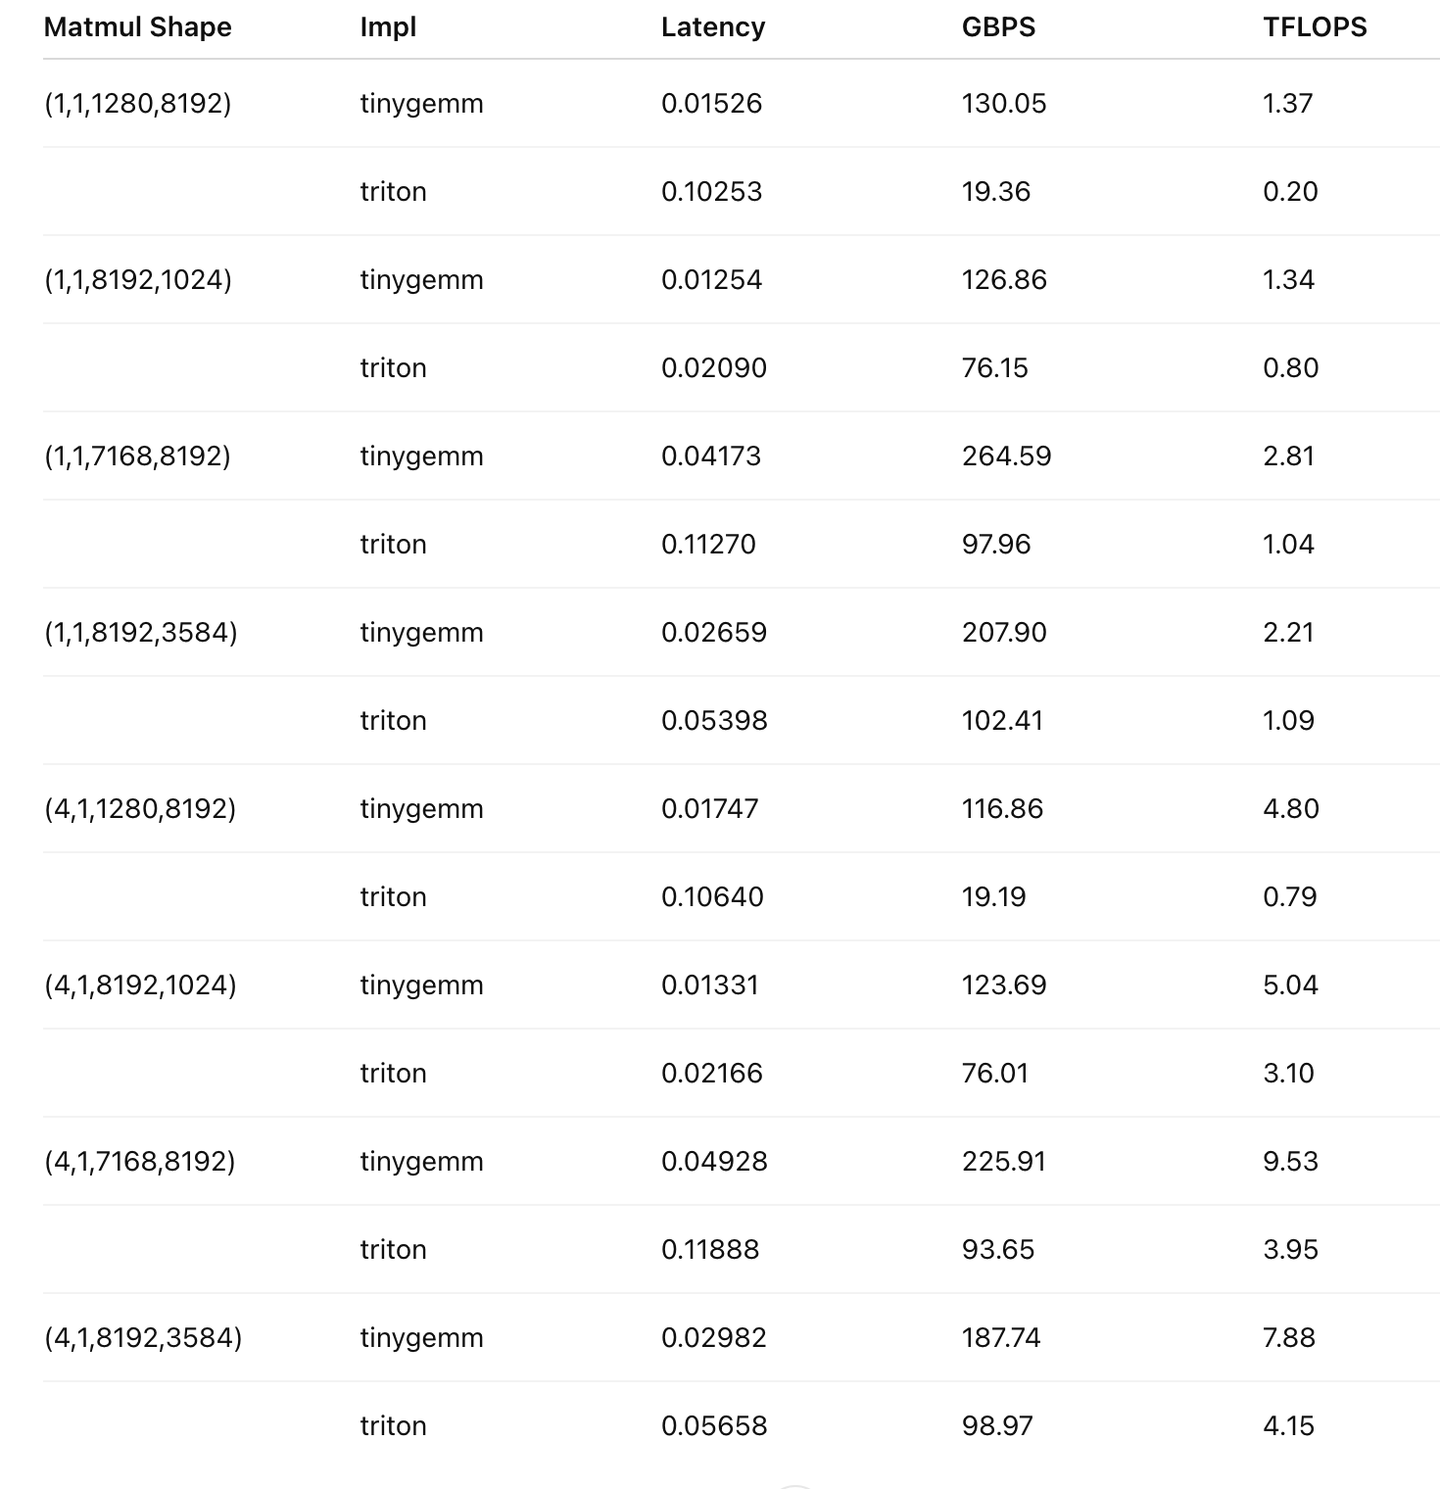 Matmul Shape Impl Latency GBPS TFLOPS
(1,1,1280,8192) tinygemm 0.01526 130.05 1.37
triton 0.10253 19.36 0.20
(1,1,8192,1024) tinygemm 0.01254 126.86 1.34
triton 0.02090 76.15 0.80
(1,1,7168,8192) tinygemm 0.04173 264.59 2.81
triton 0.11270 97.96 1.04
(1,1,8192,3584) tinygemm 0.02659 207.90 2.21
triton 0.05398 102.41 1.09
(4,1,1280,8192) tinygemm 0.01747 116.86 4.80
triton 0.10640 19.19 0.79
(4,1,8192,1024) tinygemm 0.01331 123.69 5.04
triton 0.02166 76.01 3.10
(4,1,7168,8192) tinygemm 0.04928 225.91 9.53
triton 0.11888 93.65 3.95
(4,1,8192,3584) tinygemm 0.02982 187.74 7.88
triton 0.05658 98.97 4.15